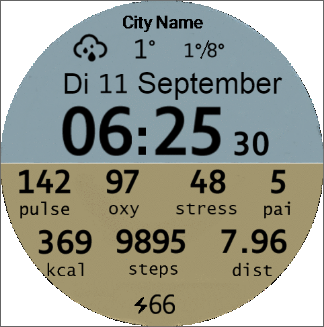 City Name
1° 1°/8°
Di 11 September
06:25 30
142 97 48 5
pulse oxy stress pai
369 9895 7.96
kcal steps dist
66